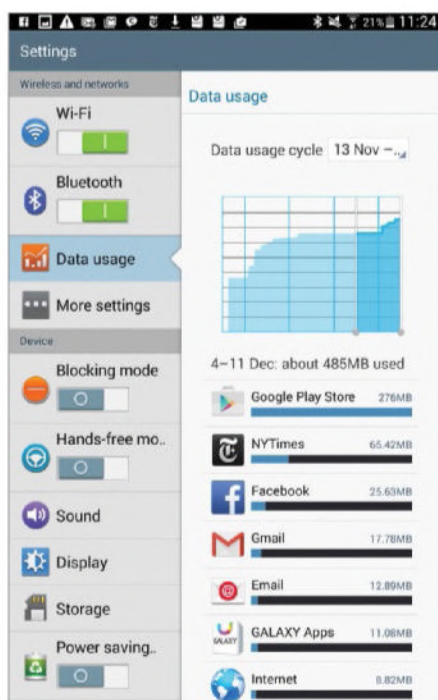 21% 11:24
Settings
Wireless and networks
Wi-Fi
Bluetooth
Data usage
More settings
Device
Blocking mode
Hands-free mo..
Sound
Display
Storage
Power saving..
Data usage
Data usage cycle 13 Nov –..
4–11 Dec: about 485MB used
Google Play Store 276MB
NYTimes 65.42MB
Facebook 25.63MB
Gmail 17.78MB
Email 12.89MB
GALAXY Apps 11.08MB
GALAXY
Internet 8.82MB